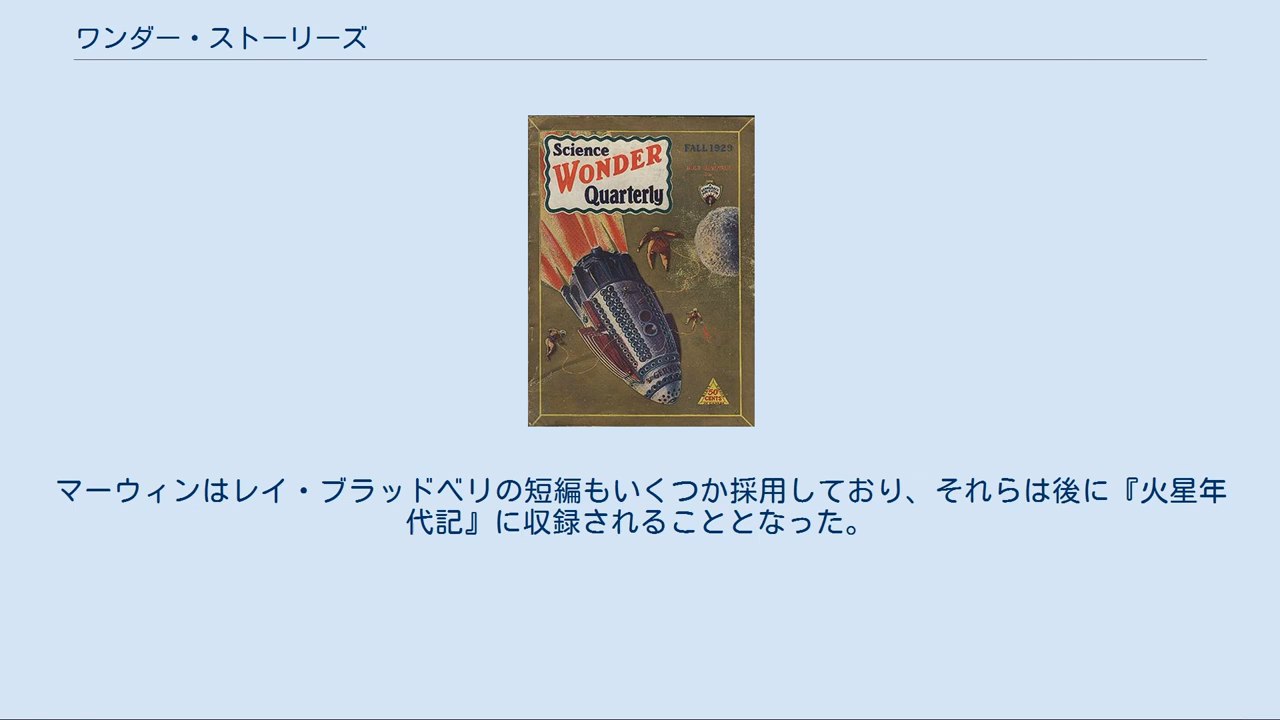 ワンダー・ストーリーズ
Science
WONDER
Quarterly
FALL 1929
50
CENTS
マーウィンはレイ・ブラッドベリの短編もいくつか採用しており、それらは後に『火星年
代記』に収録されることとなった。